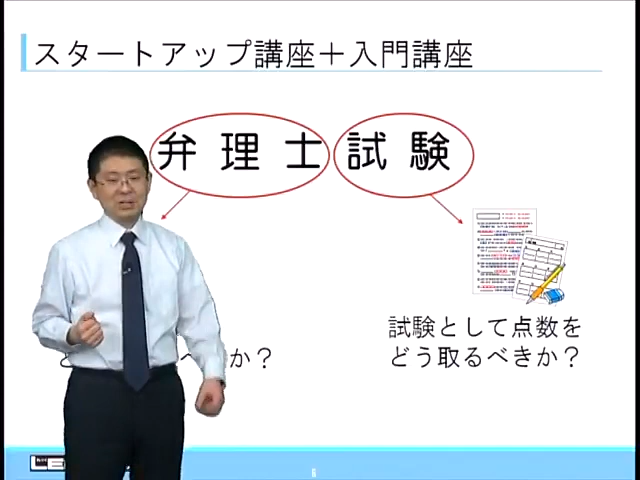 スタートアップ講座＋入門講座
弁理士試験
試験として点数を
どう取るべきか？
か？
6